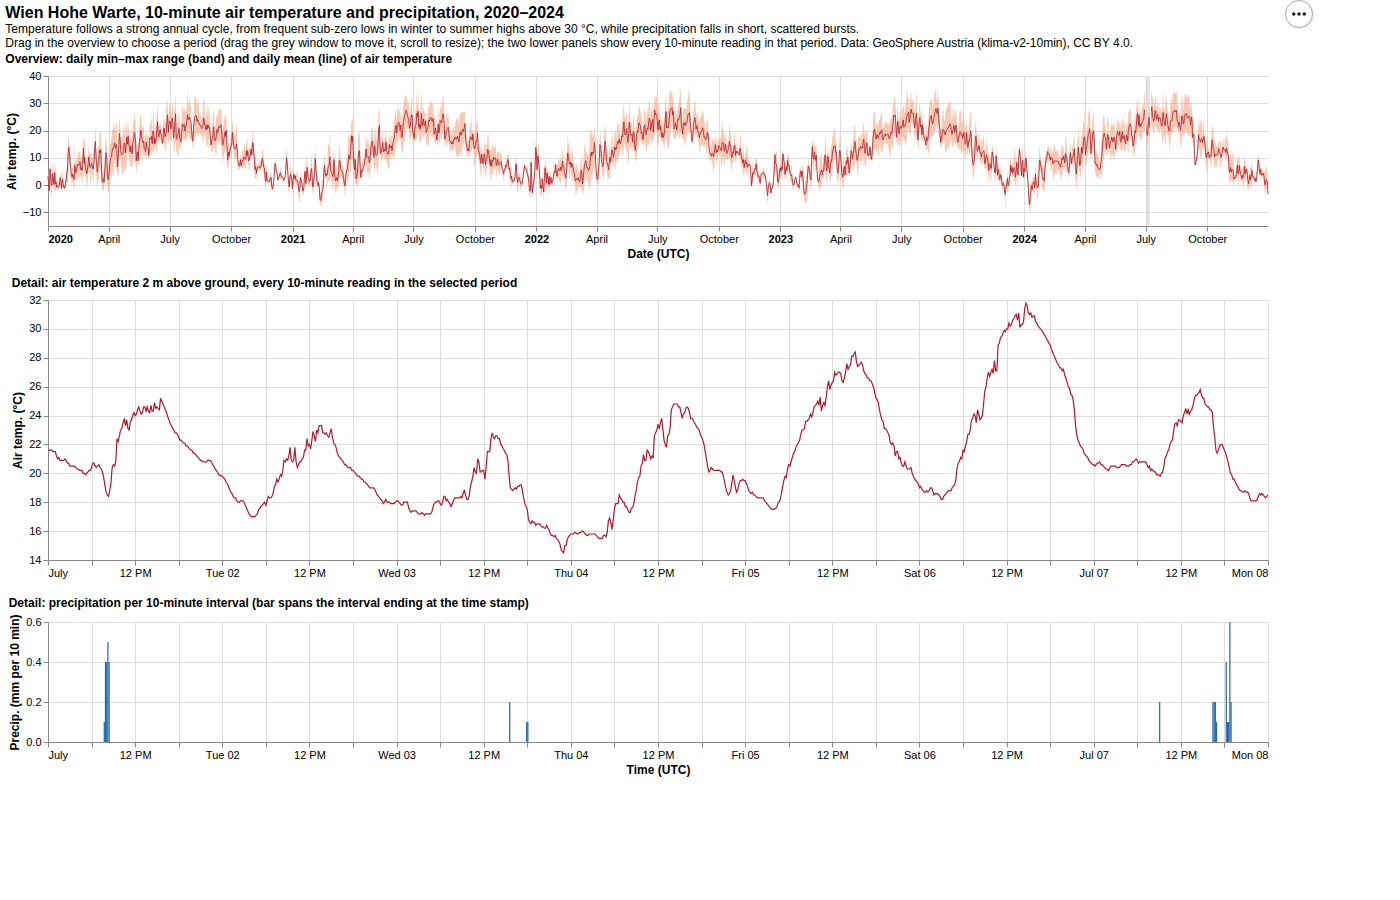 Wien Hohe Warte, 10-minute air temperature and precipitation, 2020–2024
Temperature follows a strong annual cycle, from frequent sub-zero lows in winter to summer highs above 30 °C, while precipitation falls in short, scattered bursts.
Drag in the overview to choose a period (drag the grey window to move it, scroll to resize); the two lower panels show every 10-minute reading in that period. Data: GeoSphere Austria (klima-v2-10min), CC BY 4.0.
Overview: daily min–max range (band) and daily mean (line) of air temperature
Air temp. (°C)
40
30
20
10
0
−10
2020 April July October 2021 April July October 2022 April July October 2023 April July October 2024 April July October
Date (UTC)
Detail: air temperature 2 m above ground, every 10-minute reading in the selected period
Air temp. (°C)
32
30
28
26
24
22
20
18
16
14
July 12 PM Tue 02 12 PM Wed 03 12 PM Thu 04 12 PM Fri 05 12 PM Sat 06 12 PM Jul 07 12 PM Mon 08
Detail: precipitation per 10-minute interval (bar spans the interval ending at the time stamp)
Precip. (mm per 10 min)
0.6
0.4
0.2
0.0
July 12 PM Tue 02 12 PM Wed 03 12 PM Thu 04 12 PM Fri 05 12 PM Sat 06 12 PM Jul 07 12 PM Mon 08
Time (UTC)